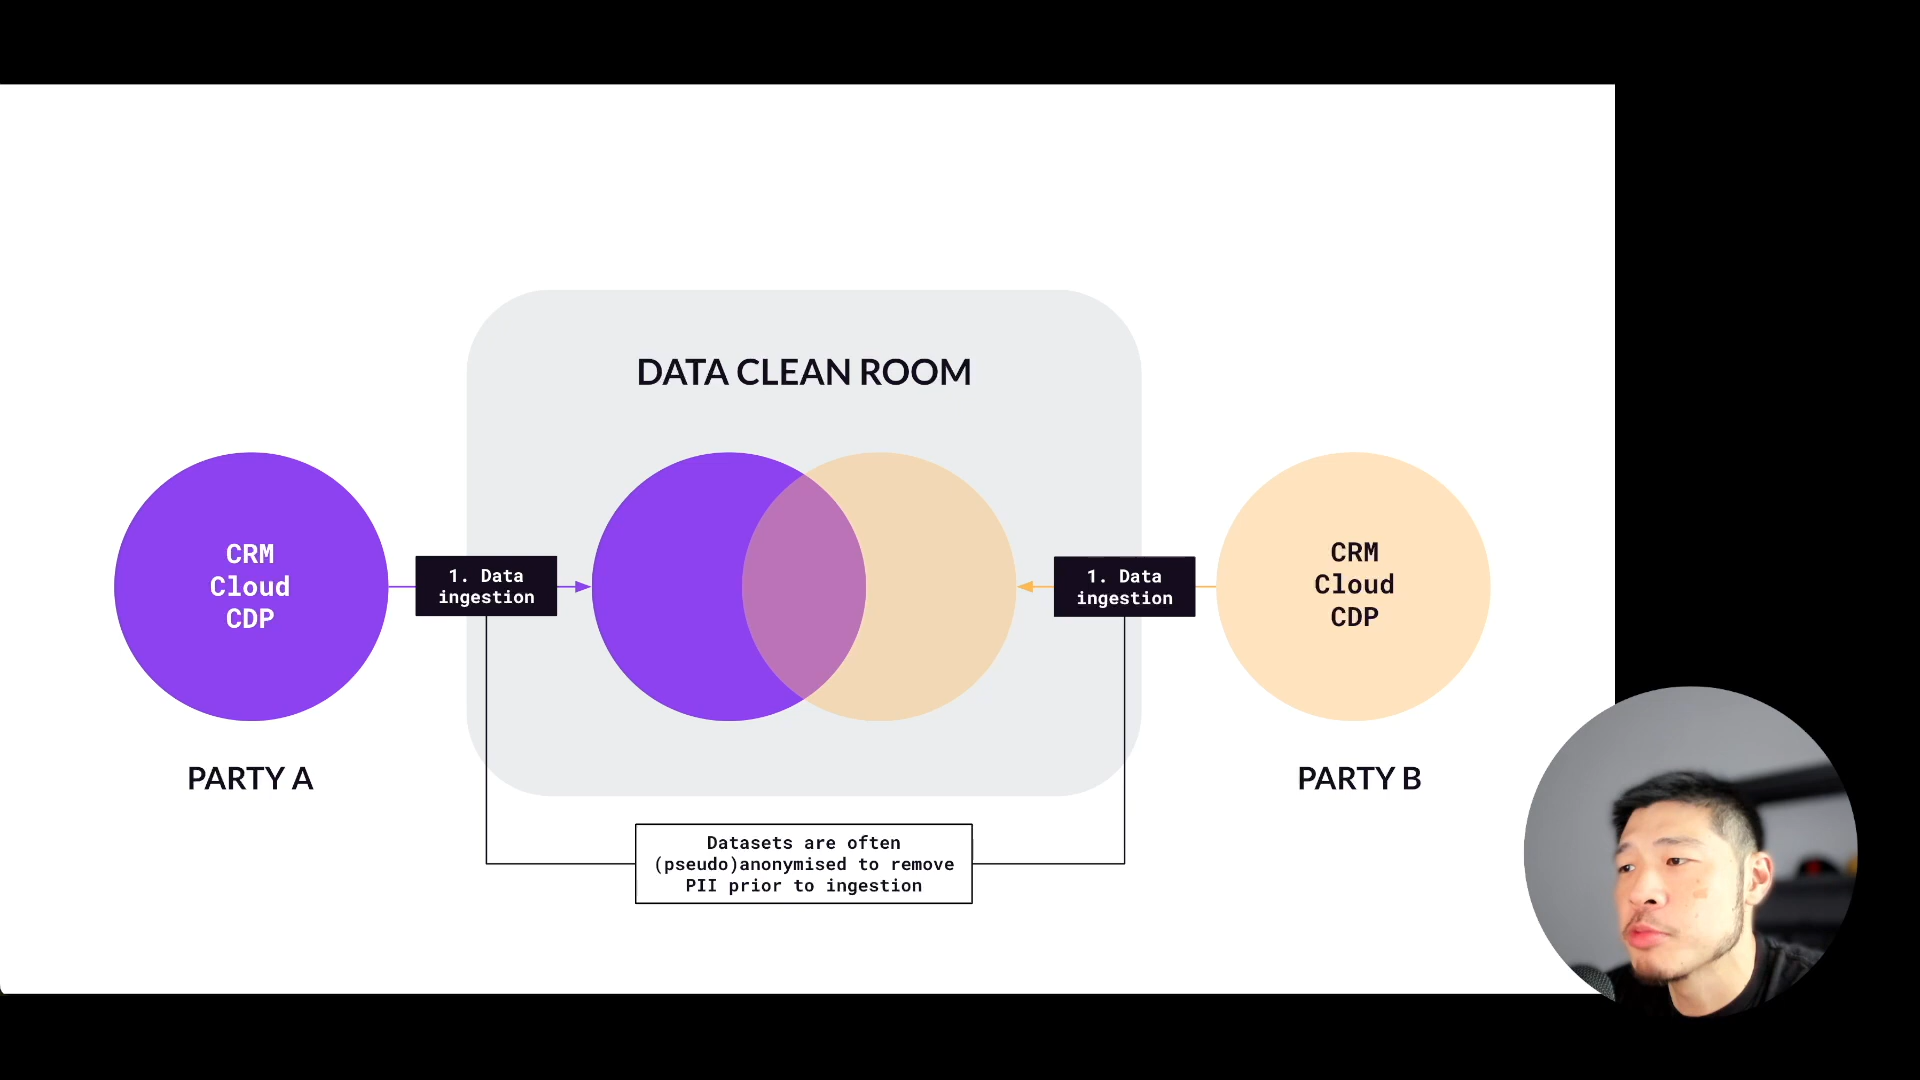 DATA CLEAN ROOM
CRM
Cloud
CDP
1. Data
ingestion
1. Data
ingestion
CRM
Cloud
CDP
PARTY A
PARTY B
Datasets are often
(pseudo)anonymised to remove
PII prior to ingestion